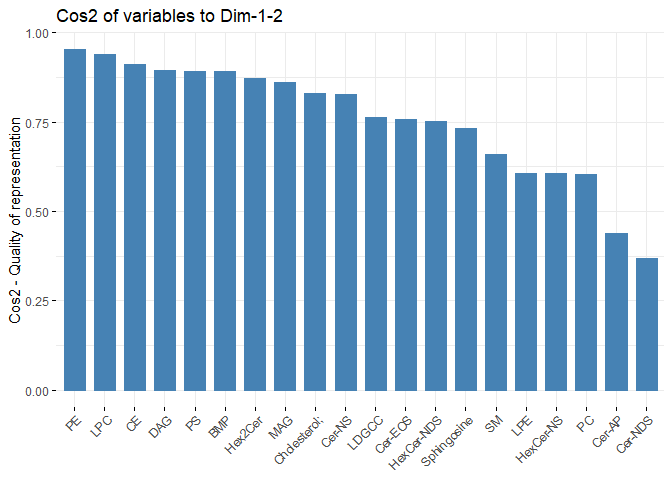 Cos2 of variables to Dim-1-2
Cos2 - Quality of representation
1.00
0.75
0.50
0.25
0.00
PE
LPC
CE
DAG
PS
BMP
Hex2Cer
MAG
Cholesterol;
Cer-NS
LDGCC
Cer-EOS
HexCer-NDS
Sphingosine
SM
LPE
HexCer-NS
PC
Cer-AP
Cer-NDS